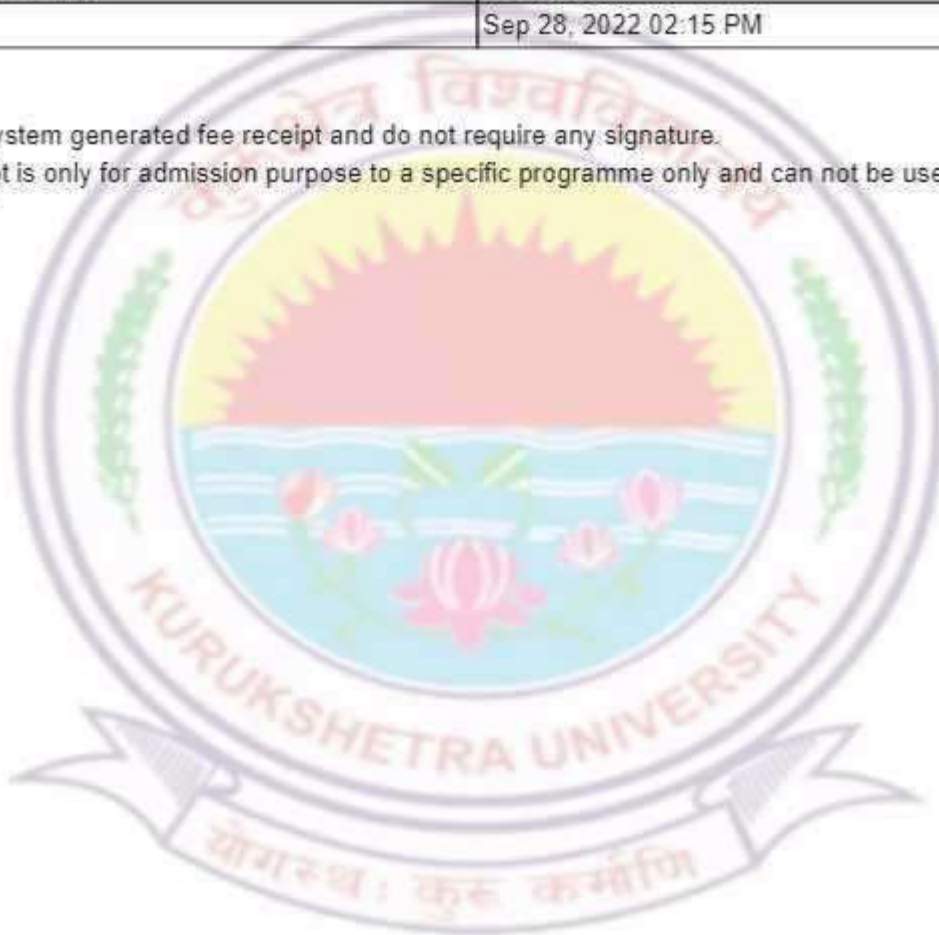 Sep 28, 2022 02:15 PM
ystem generated fee receipt and do not require any signature.
t is only for admission purpose to a specific programme only and can not be use
कुरुक्षेत्र विश्वविद्यालय
KURUKSHETRA UNIVERSITY
योगस्थ: कुरु कर्माणि